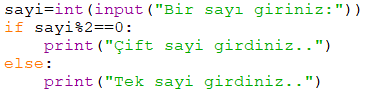 sayi=int(input("Bir sayı giriniz:"))
if sayi%2==0:
    print("Çift sayi girdiniz..")
else:
    print("Tek sayi girdiniz..")